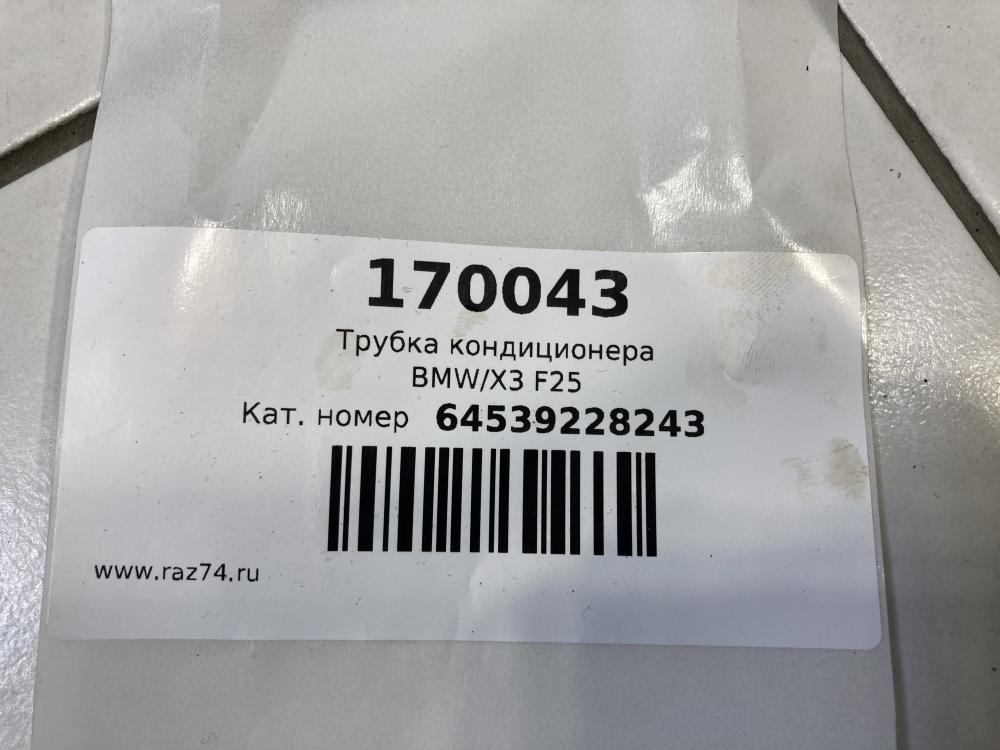 170043
Трубка кондиционера
BMW/X3 F25
Кат. номер 64539228243
www.raz74.ru